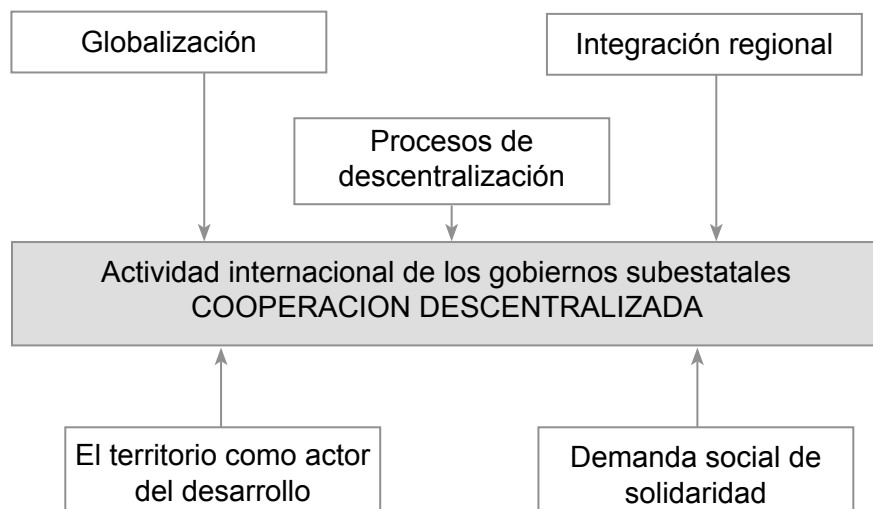 Globalización
Integración regional
Procesos de
descentralización
Actividad internacional de los gobiernos subestatales
COOPERACION DESCENTRALIZADA
El territorio como actor
del desarrollo
Demanda social de
solidaridad